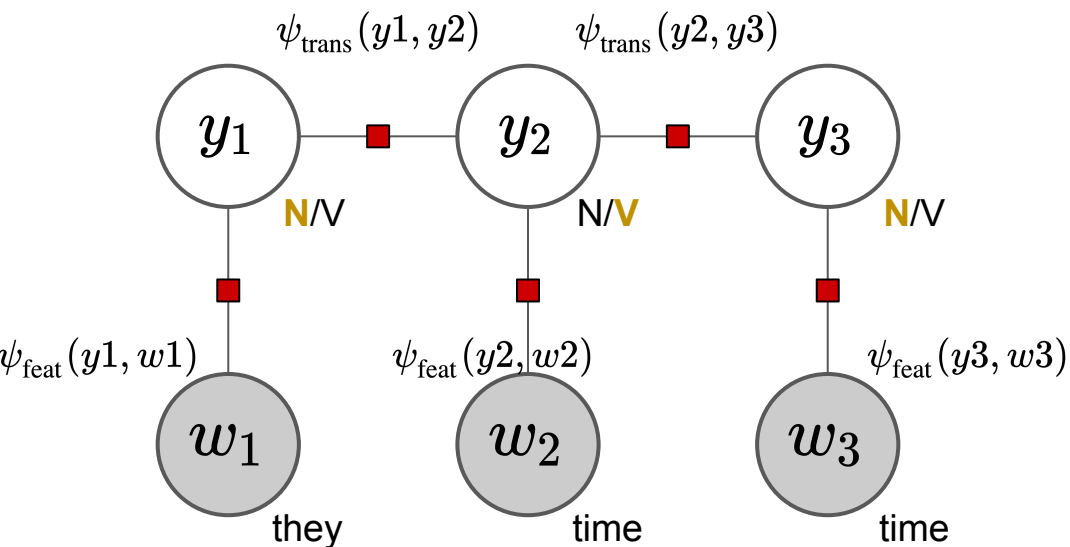 ψtrans(y1, y2) ψtrans(y2, y3)
y1 y2 y3
N/V N/V N/V
ψfeat(y1, w1) ψfeat(y2, w2) ψfeat(y3, w3)
w1 w2 w3
they time time